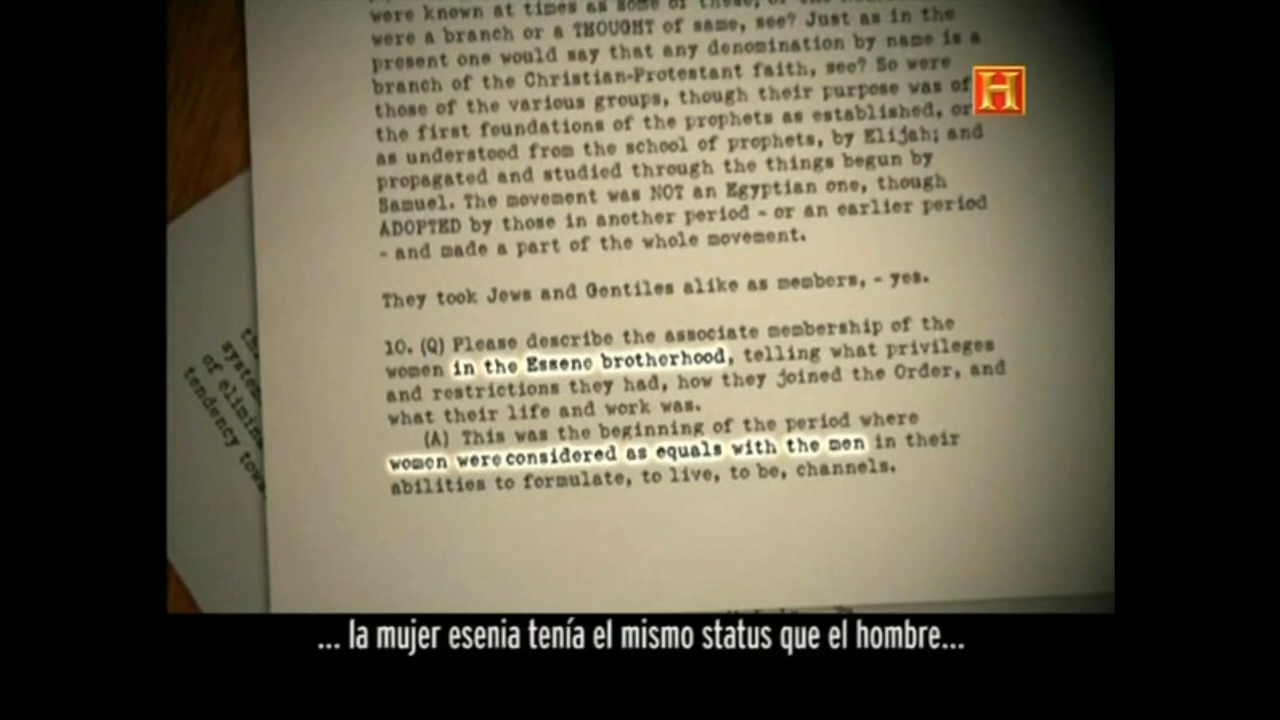 were known at times as some of these,
were a branch or a THOUGHT of same, see? Just as in the
present one would say that any denomination by name is a
branch of the Christian-Protestant faith, see? So were
those of the various groups, though their purpose was of
H
the first foundations of the prophets as established, or
as understood from the school of prophets, by Elijah; and
propagated and studied through the things begun by
Samuel. The movement was NOT an Egyptian one, though
ADOPTED by those in another period - or an earlier period
- and made a part of the whole movement.
They took Jews and Gentiles alike as members, - yes.
10. (Q) Please describe the associate membership of the
women in the Essene brotherhood, telling what privileges
and restrictions they had, how they joined the Order, and
what their life and work was.
(A) This was the beginning of the period where
women were considered as equals with the men in their
abilities to formulate, to live, to be, channels.
system
of elimin
tendency towa
... la mujer esenia tenía el mismo status que el hombre...